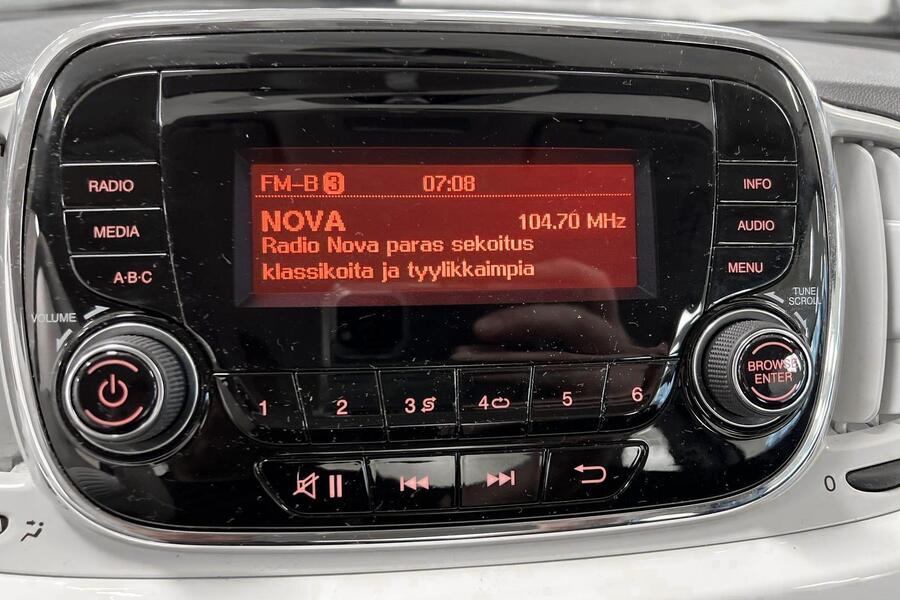 FM-B 3 07:08
NOVA 104.70 MHz
Radio Nova paras sekoitus
klassikoita ja tyylikkaimpia
RADIO
MEDIA
A·B·C
INFO
AUDIO
MENU
VOLUME
TUNE
SCROLL
BROWSE
ENTER
1 2 3 4 5 6
0